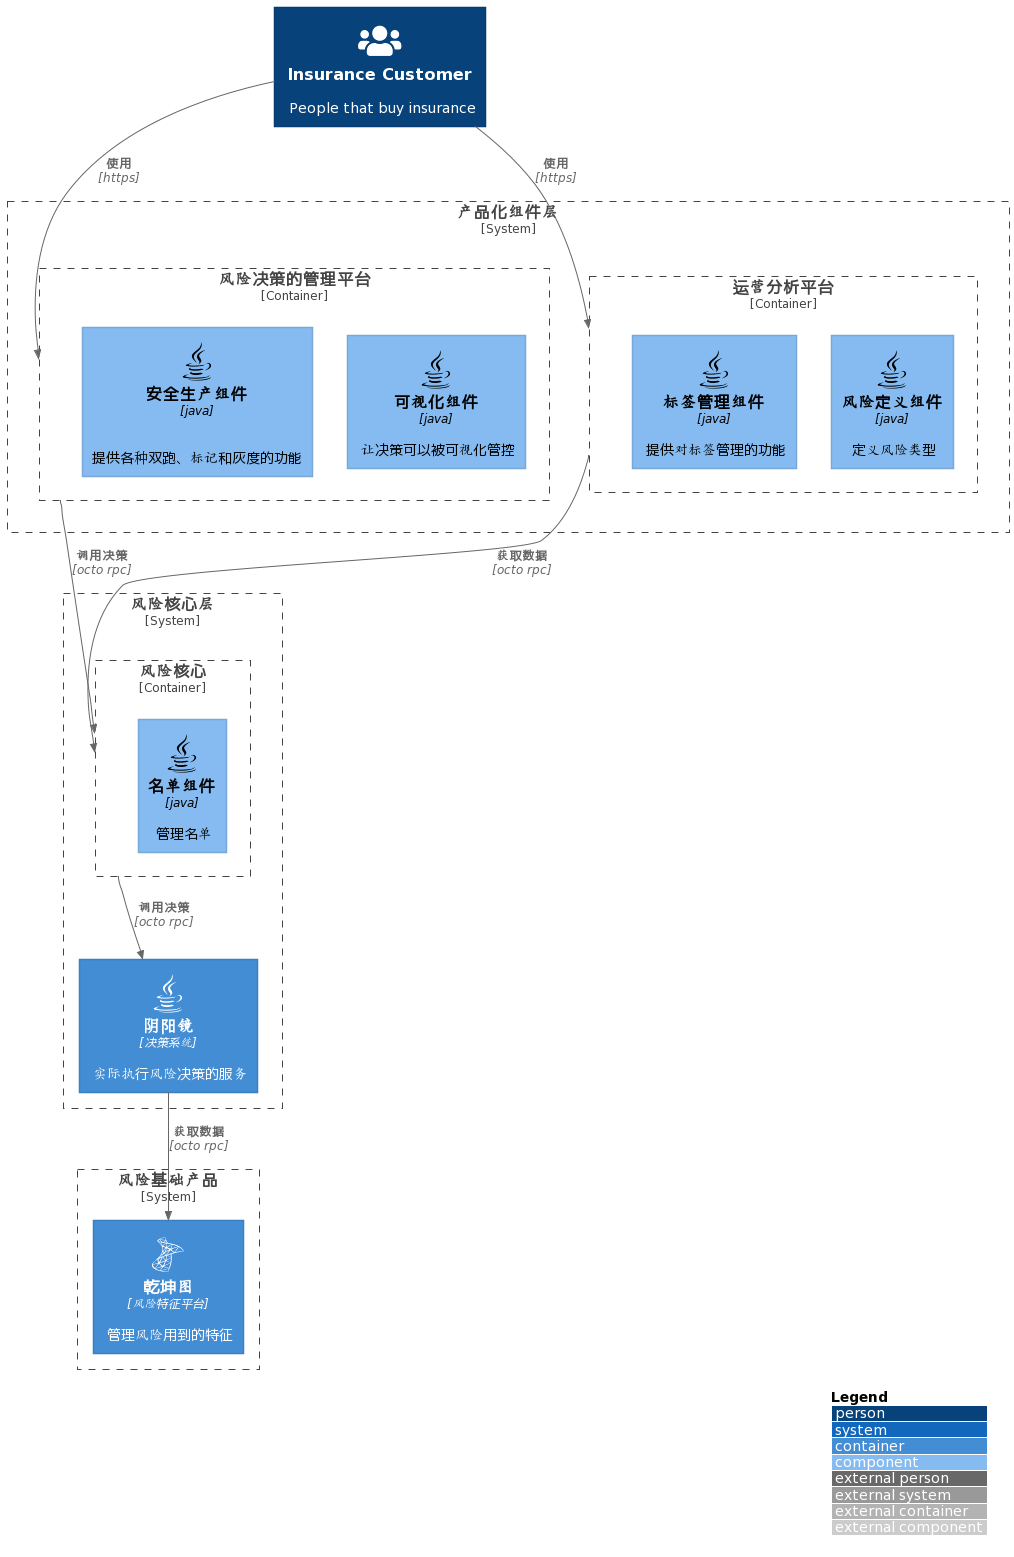 Insurance Customer
People that buy insurance
使用
[https]
使用
[https]
产品化组件层
[System]
风险决策的管理平台
[Container]
安全生产组件
[java]
提供各种双跑、标记和灰度的功能
可视化组件
[java]
让决策可以被可视化管控
运营分析平台
[Container]
标签管理组件
[java]
提供对标签管理的功能
风险定义组件
[java]
定义风险类型
调用决策
[octo rpc]
获取数据
[octo rpc]
风险核心层
[System]
风险核心
[Container]
名单组件
[java]
管理名单
调用决策
[octo rpc]
阴阳镜
[决策系统]
实际执行风险决策的服务
获取数据
[octo rpc]
风险基础产品
[System]
乾坤图
[风险特征平台]
管理风险用到的特征
Legend
person
system
container
component
external person
external system
external container
external component